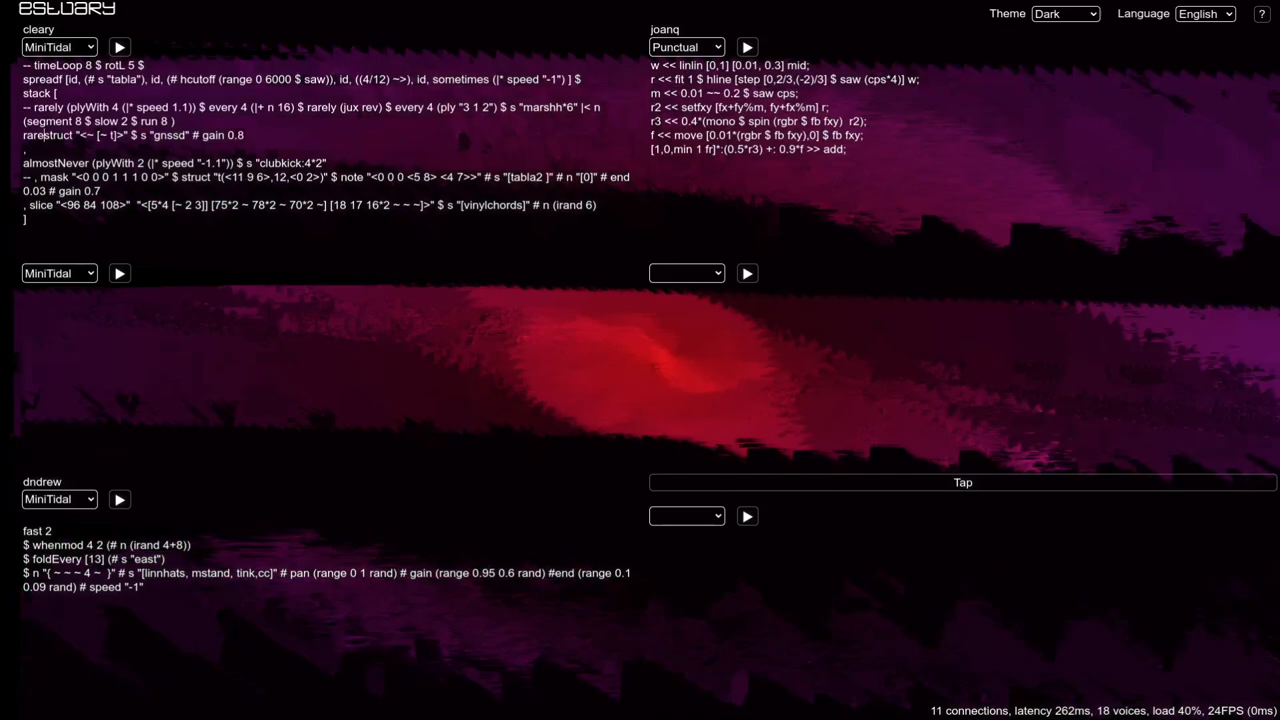 estuary
Theme Dark Language English ?
cleary
MiniTidal
-- timeLoop 8 $ rotL 5 $
spreadf [id, (# s "tabla"), id, (# hcutoff (range 0 6000 $ saw)), id, ((4/12) ~>), id, sometimes (|* speed "-1") ] $
stack [
-- rarely (plyWith 4 (|* speed 1.1)) $ every 4 (|+ n 16) $ rarely (jux rev) $ every 4 (ply "3 1 2") $ s "marshh*6" |< n
(segment 8 $ slow 2 $ run 8 )
rarestruct "<~ [~ t]>" $ s "gnssd" # gain 0.8
,
almostNever (plyWith 2 (|* speed "-1.1")) $ s "clubkick:4*2"
-- , mask "<0 0 0 1 1 1 0 0>" $ struct "t(<11 9 6>,12,<0 2>)" $ note "<0 0 0 <5 8> <4 7>>" # s "[tabla2 ]" # n "[0]" # end
0.03 # gain 0.7
, slice "<96 84 108>"  "<[5*4 [~ 2 3]] [75*2 ~ 78*2 ~ 70*2 ~] [18 17 16*2 ~ ~ ~]>" $ s "[vinylchords]" # n (irand 6)
]
joanq
Punctual
w << linlin [0,1] [0.01, 0.3] mid;
r << fit 1 $ hline [step [0,2/3,(-2)/3] $ saw (cps*4)] w;
m << 0.01 ~~ 0.2 $ saw cps;
r2 << setfxy [fx+fy%m, fy+fx%m] r;
r3 << 0.4*(mono $ spin (rgbr $ fb fxy)  r2);
f << move [0.01*(rgbr $ fb fxy),0] $ fb fxy;
[1,0,min 1 fr]*:(0.5*r3) +: 0.9*f >> add;
MiniTidal
dndrew
MiniTidal
fast 2
$ whenmod 4 2 (# n (irand 4+8))
$ foldEvery [13] (# s "east")
$ n "{ ~ ~ ~ 4 ~  }" # s "[linnhats, mstand, tink,cc]" # pan (range 0 1 rand) # gain (range 0.95 0.6 rand) #end (range 0.1
0.09 rand) # speed "-1"
Tap
11 connections, latency 262ms, 18 voices, load 40%, 24FPS (0ms)